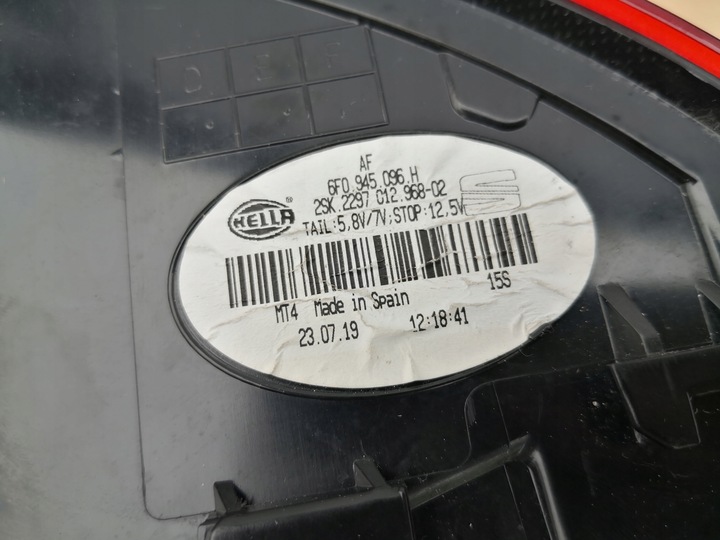 D E F
AF
6F0.945.096.H
2SK.2297 012.968-02
HELLA®
TAIL:5,8V/7V;STOP:12,5V
MT4 Made in Spain 15S
23.07.19 12:18:41